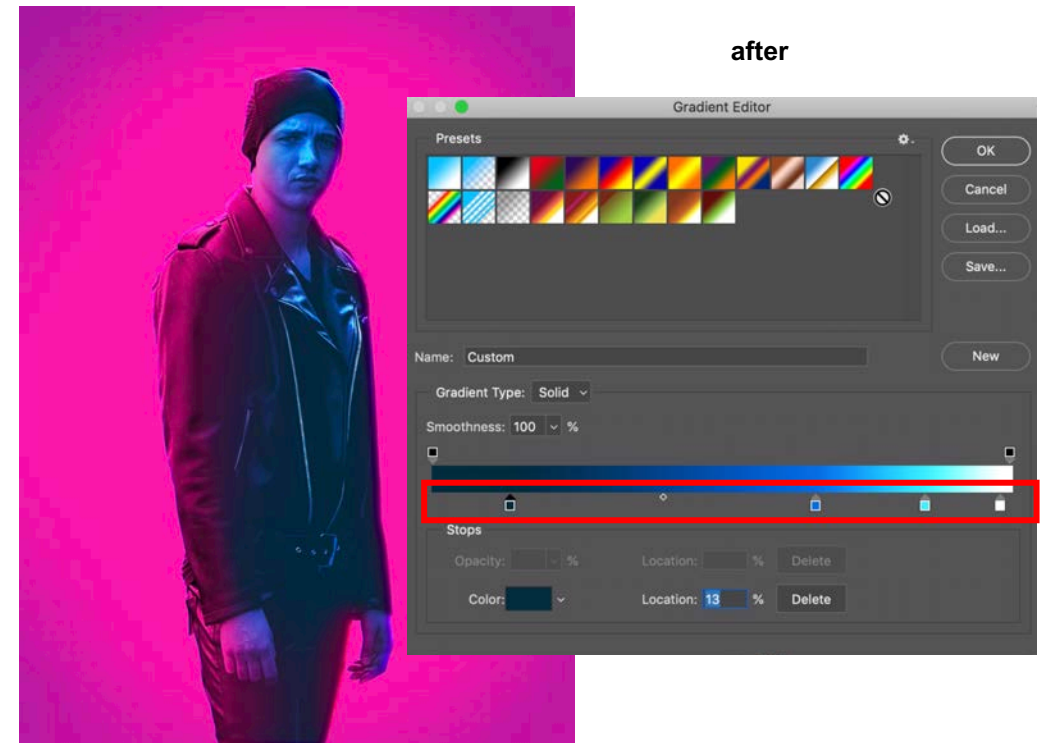 after
Gradient Editor
Presets
OK
Cancel
Load...
Save...
Name: Custom
New
Gradient Type: Solid
Smoothness: 100 %
Stops
Opacity: % Location: % Delete
Color: Location: 13 % Delete